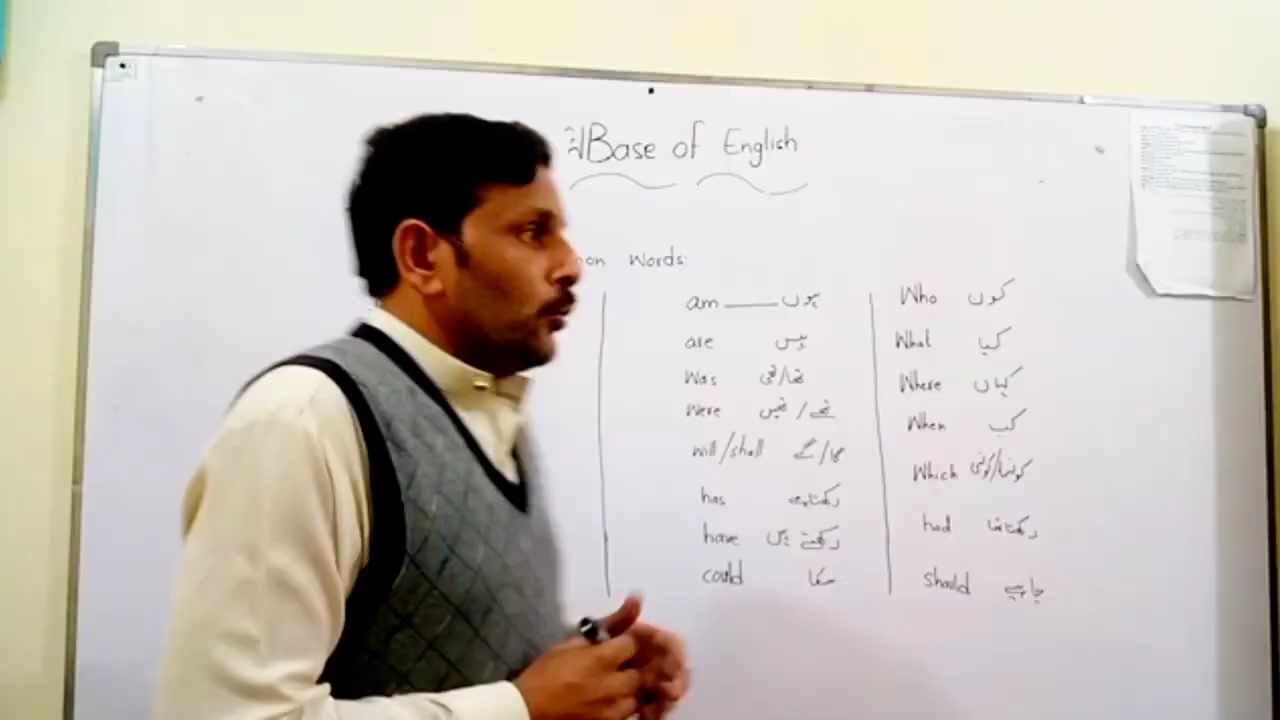 Base of English
Words:
am ہوں
are ہیں
Was تھا/تھی
Were تھے/تھیں
will/shall گا/گے
has رکھتا ہے
have رکھتے ہیں
could سکا
Who کون
What کیا
Where کہاں
When کب
Which کونسا/کونسی
had رکھتا تھا
should چاہیے